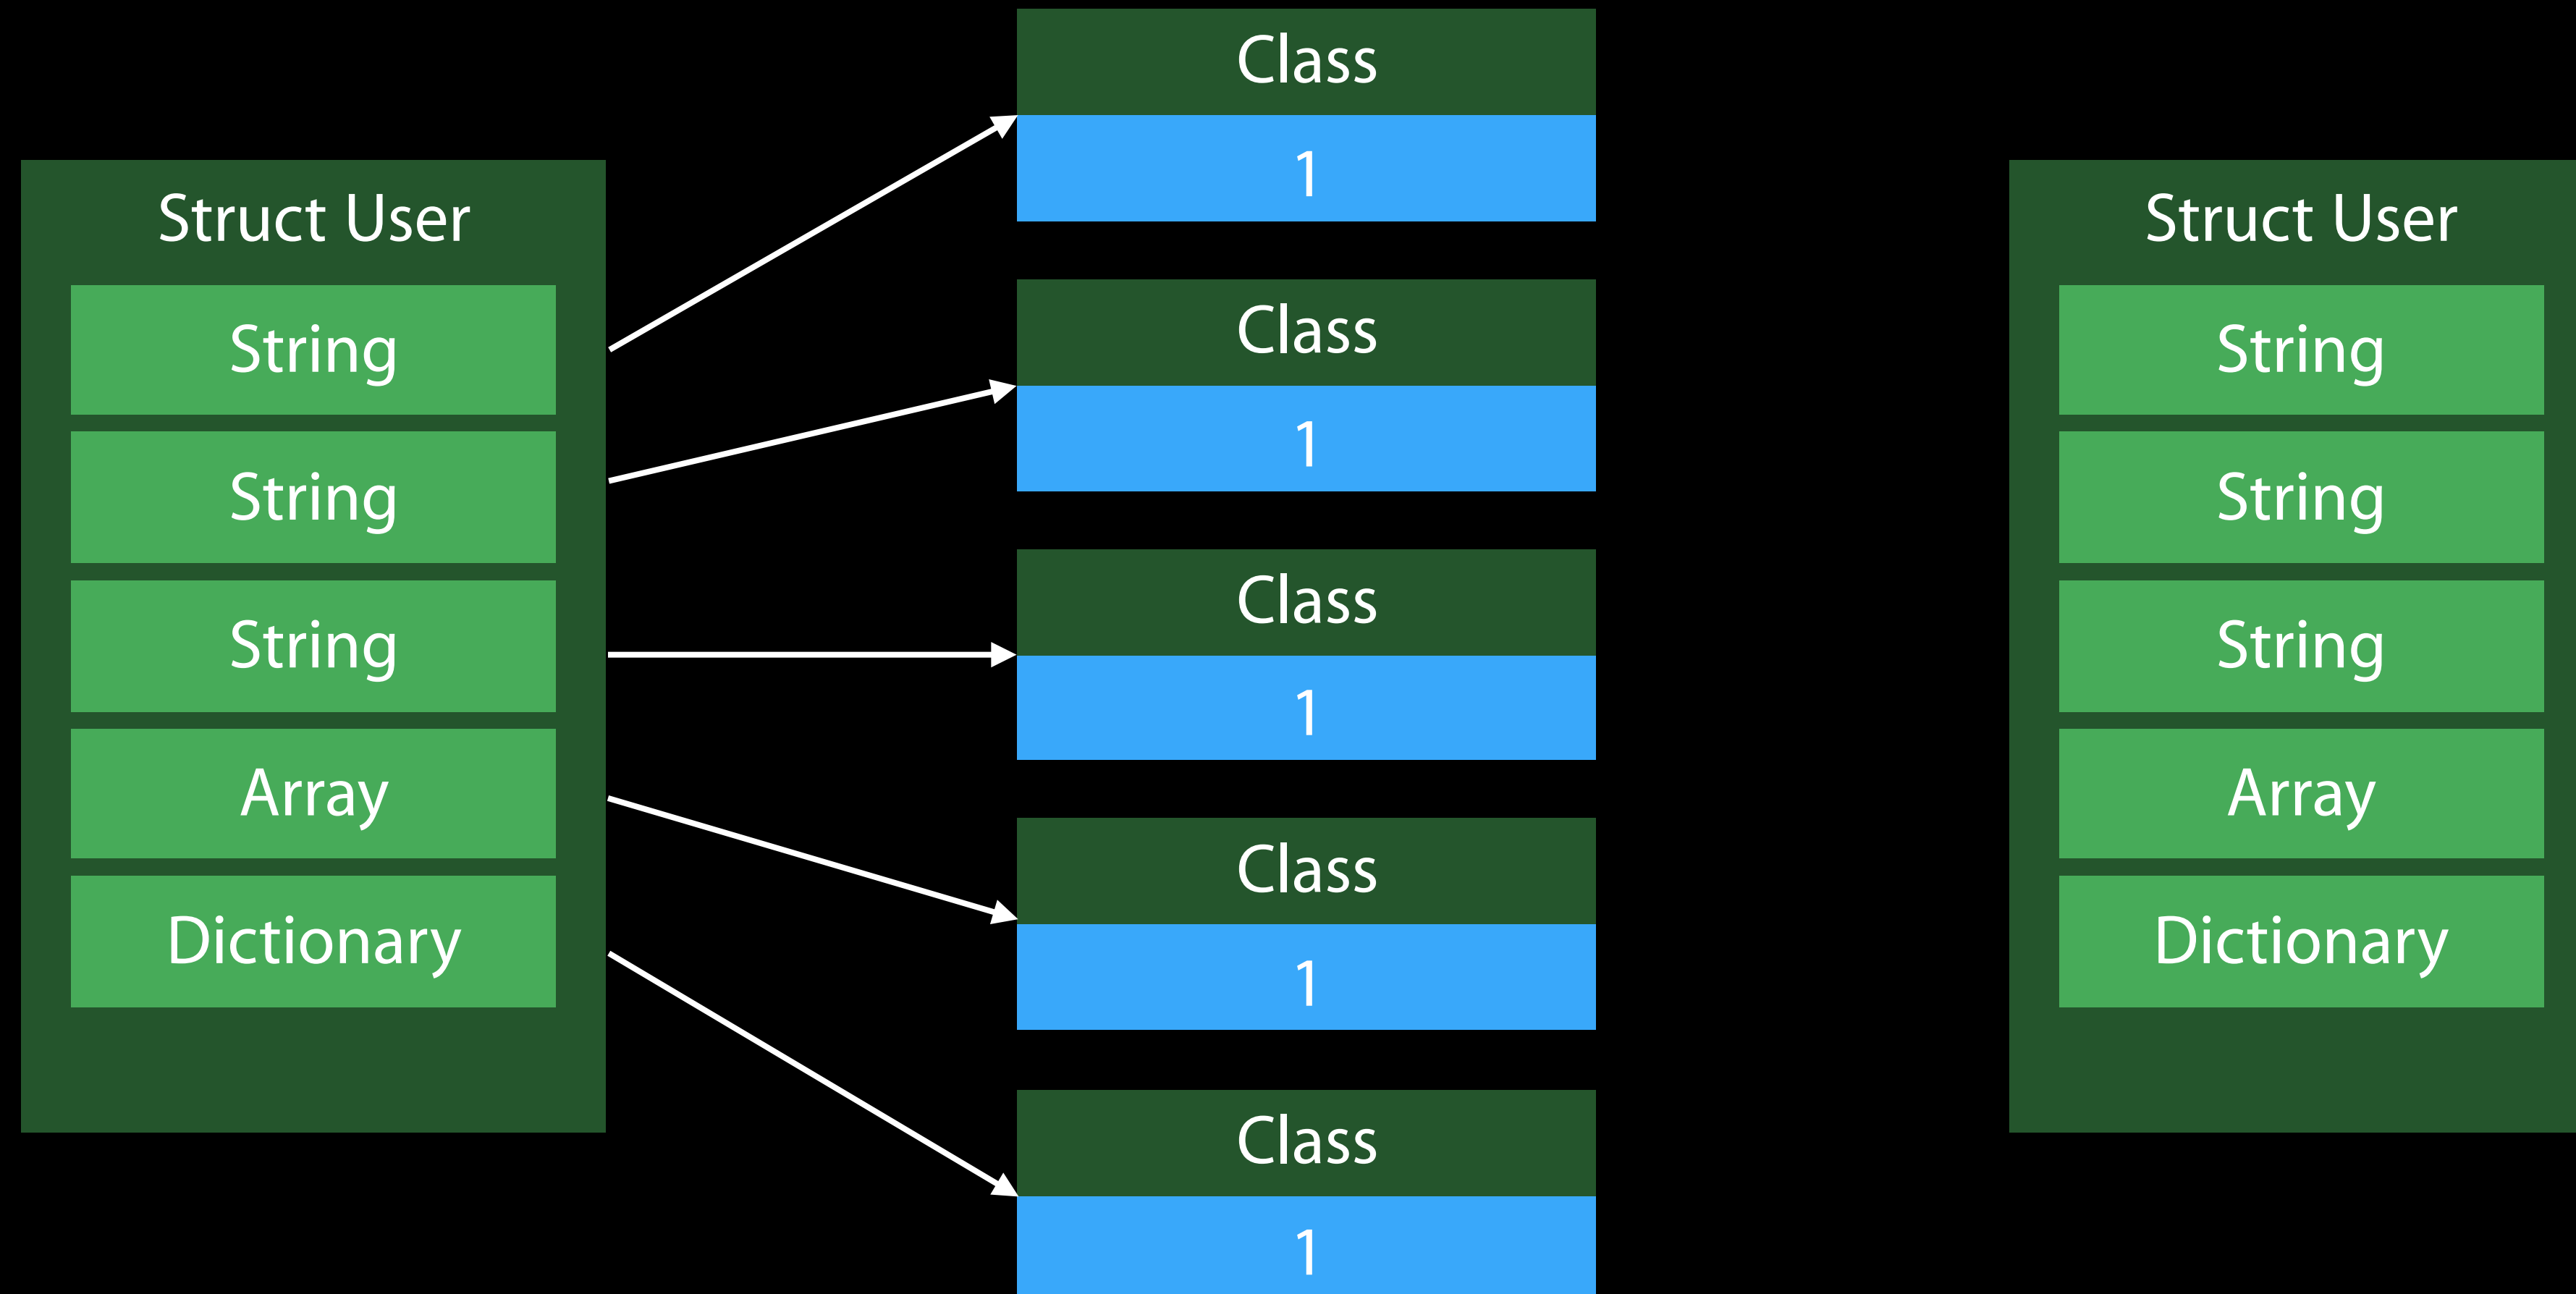 Struct User
String
String
String
Array
Dictionary
Class
1
Class
1
Class
1
Class
1
Class
1
Struct User
String
String
String
Array
Dictionary